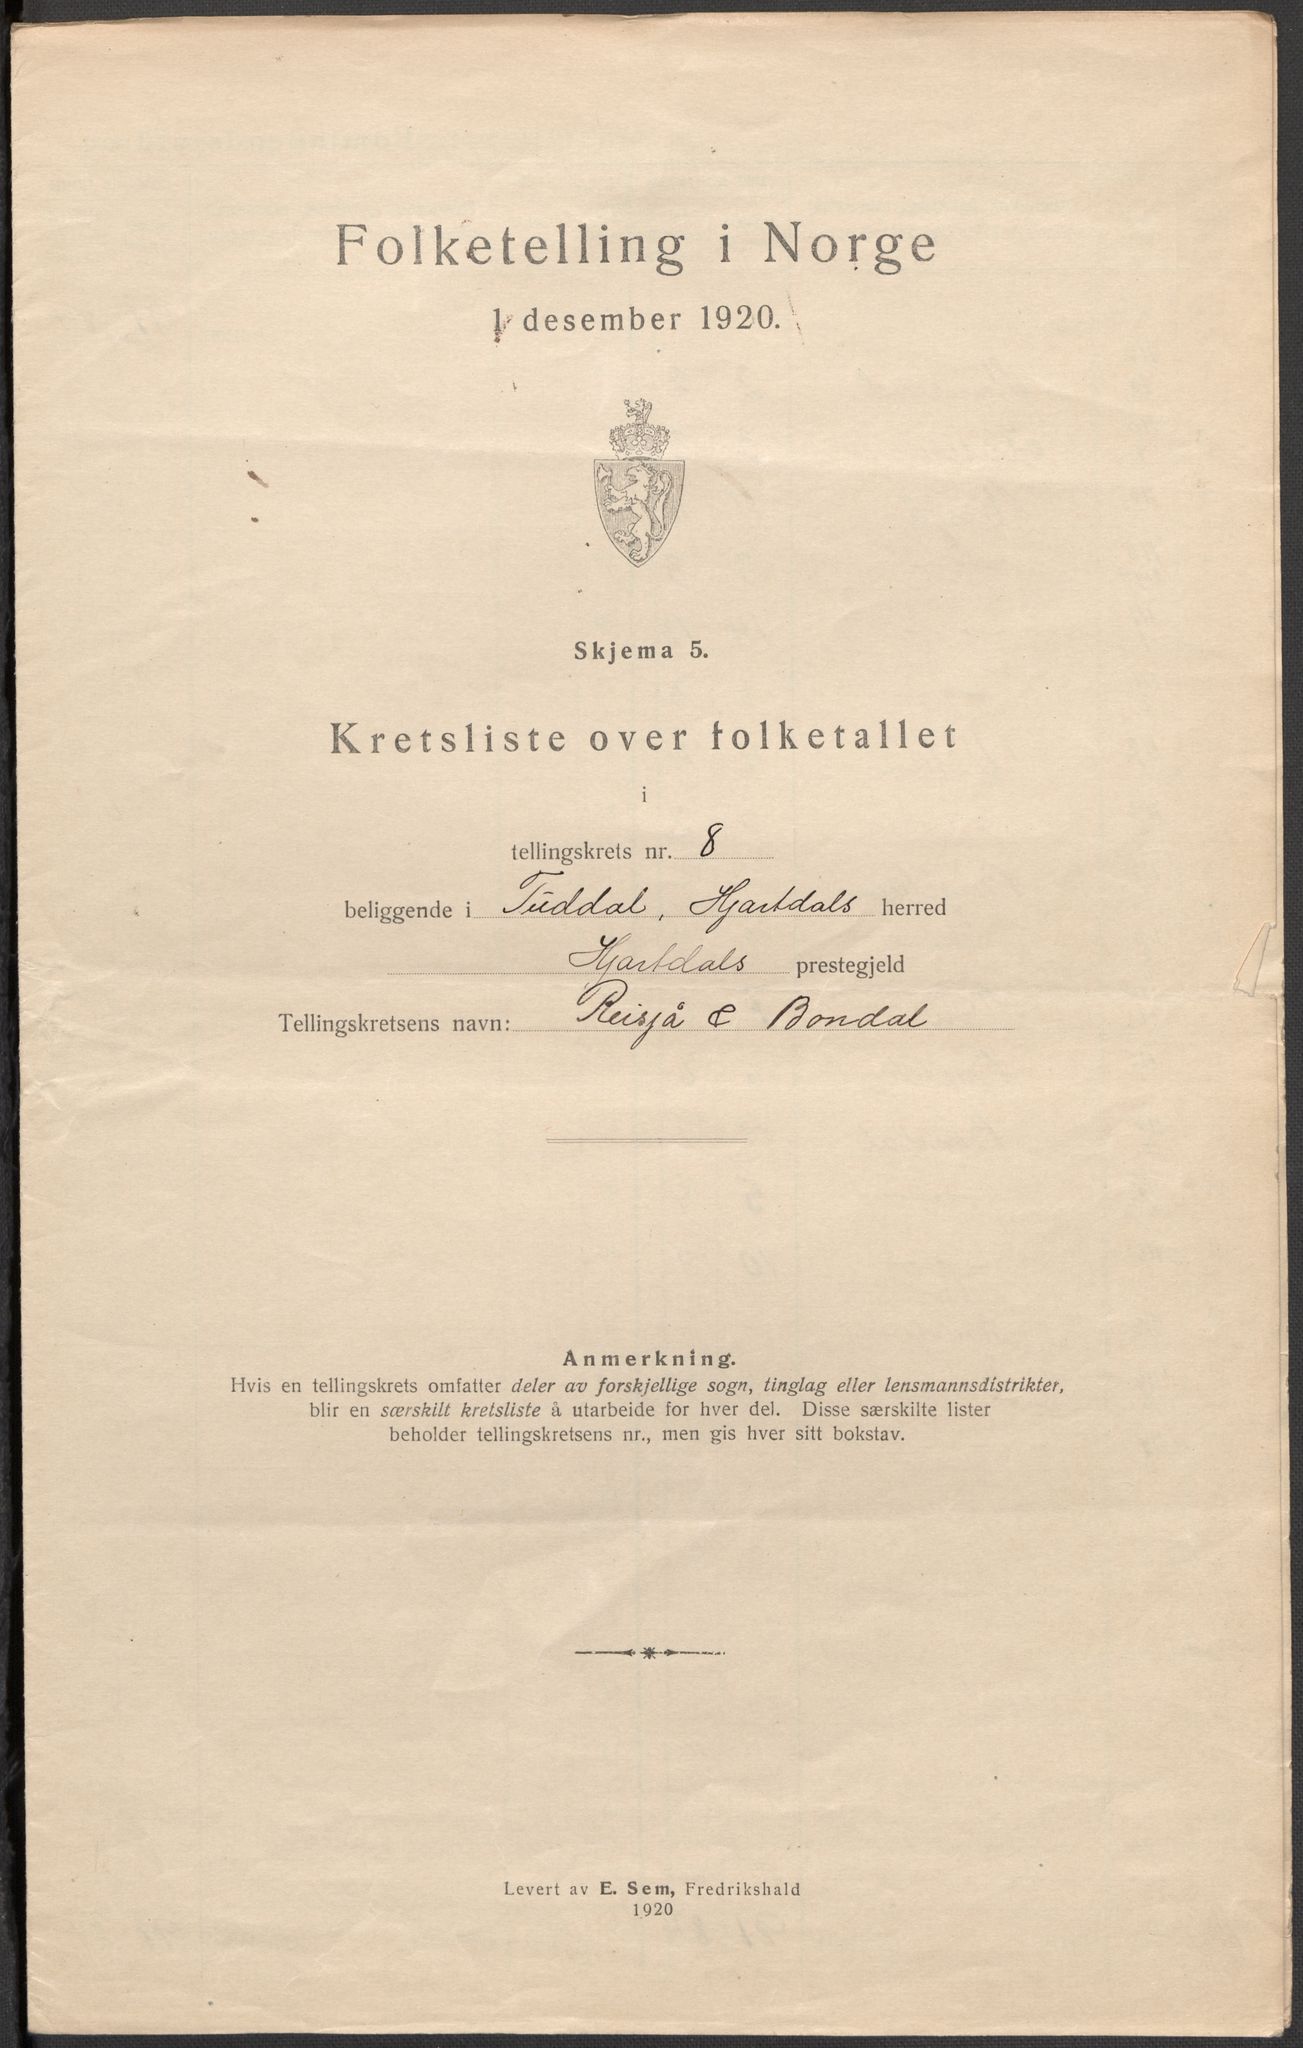 Folketelling i Norge
1 desember 1920.
Skjema 5.
Kretsliste over folketallet
i
tellingskrets nr. 8
beliggende i Tuddal, Hjartdals herred
Hjartdals prestegjeld
Tellingskretsens navn: Reisjå & Bondal
Anmerkning.
Hvis en tellingskrets omfatter deler av forskjellige sogn, tinglag eller lensmannsdistrikter,
blir en særskilt kretsliste å utarbeide for hver del. Disse særskilte lister
beholder tellingskretsens nr., men gis hver sitt bokstav.
Levert av E. Sem, Fredrikshald
1920